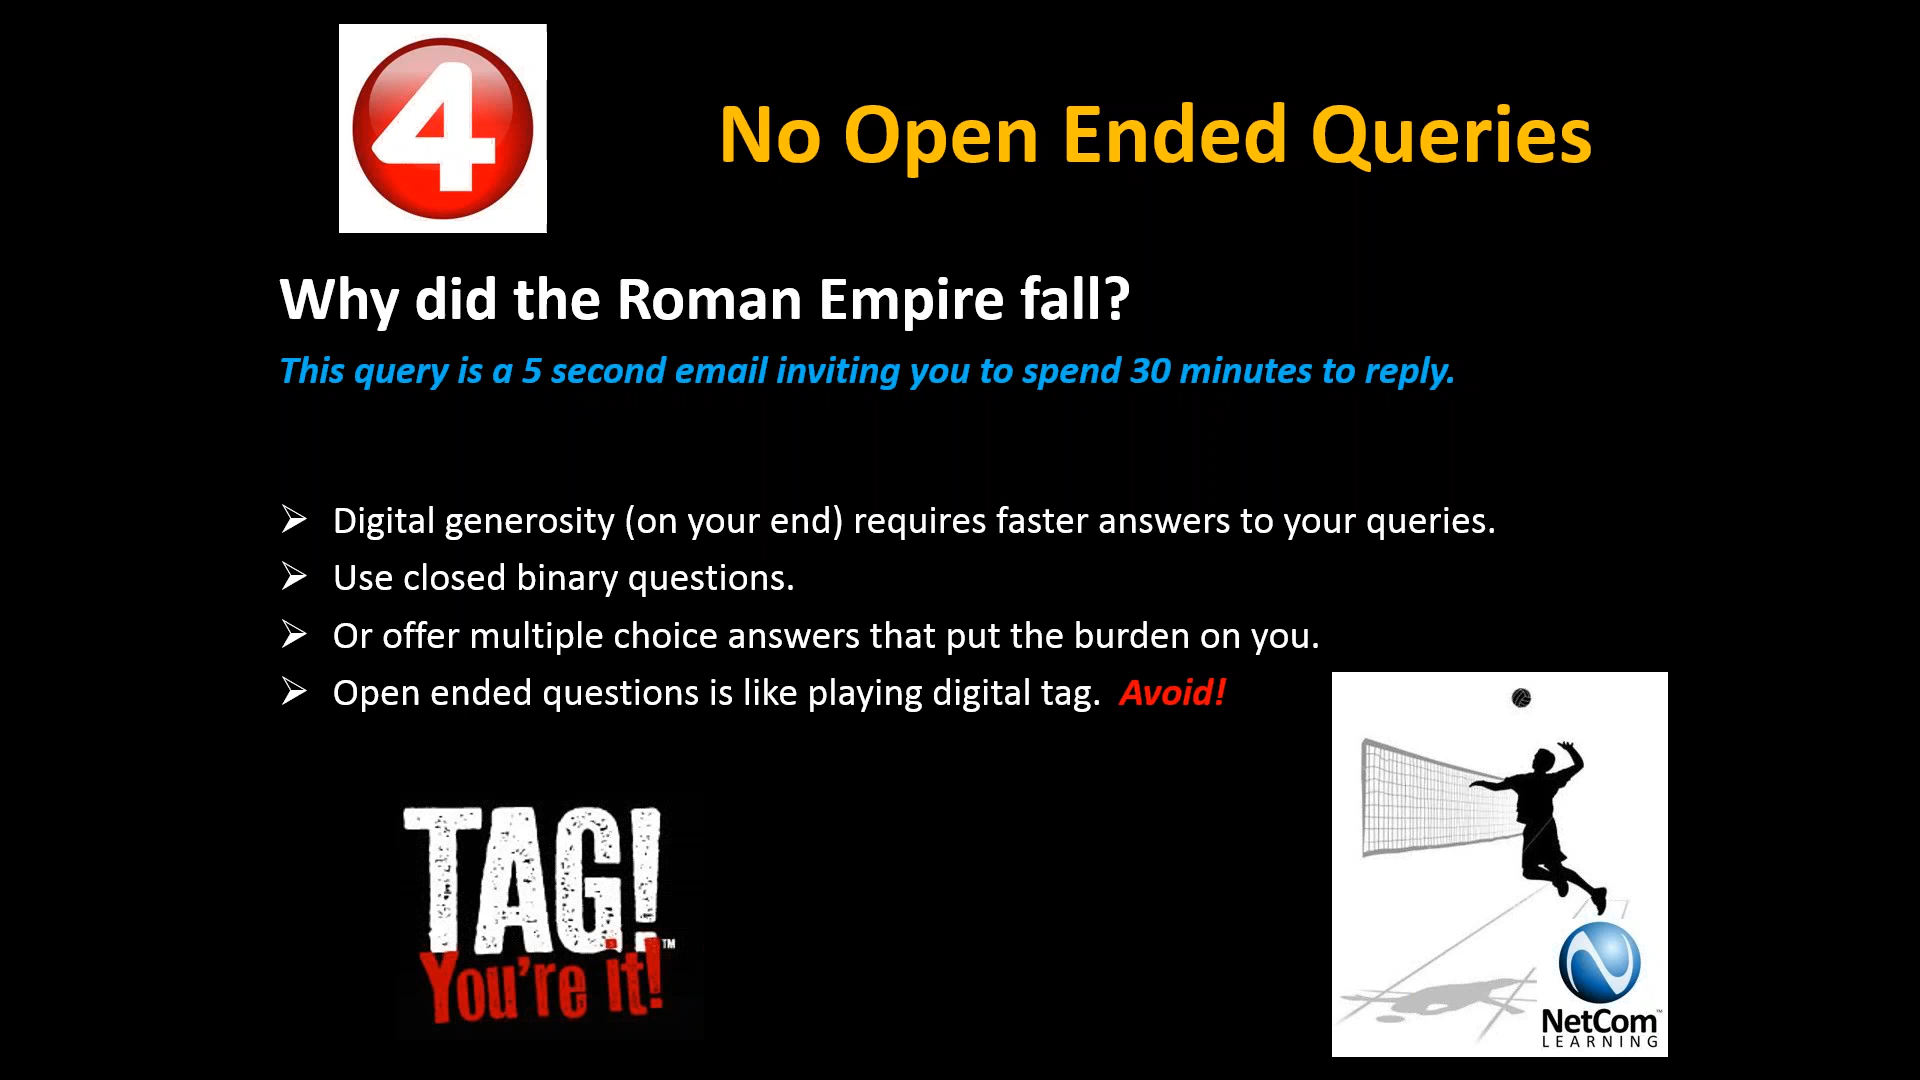 4
No Open Ended Queries
Why did the Roman Empire fall?
This query is a 5 second email inviting you to spend 30 minutes to reply.
➢ Digital generosity (on your end) requires faster answers to your queries.
➢ Use closed binary questions.
➢ Or offer multiple choice answers that put the burden on you.
➢ Open ended questions is like playing digital tag. Avoid!
TAG!
You're it!™
NetCom™
LEARNING